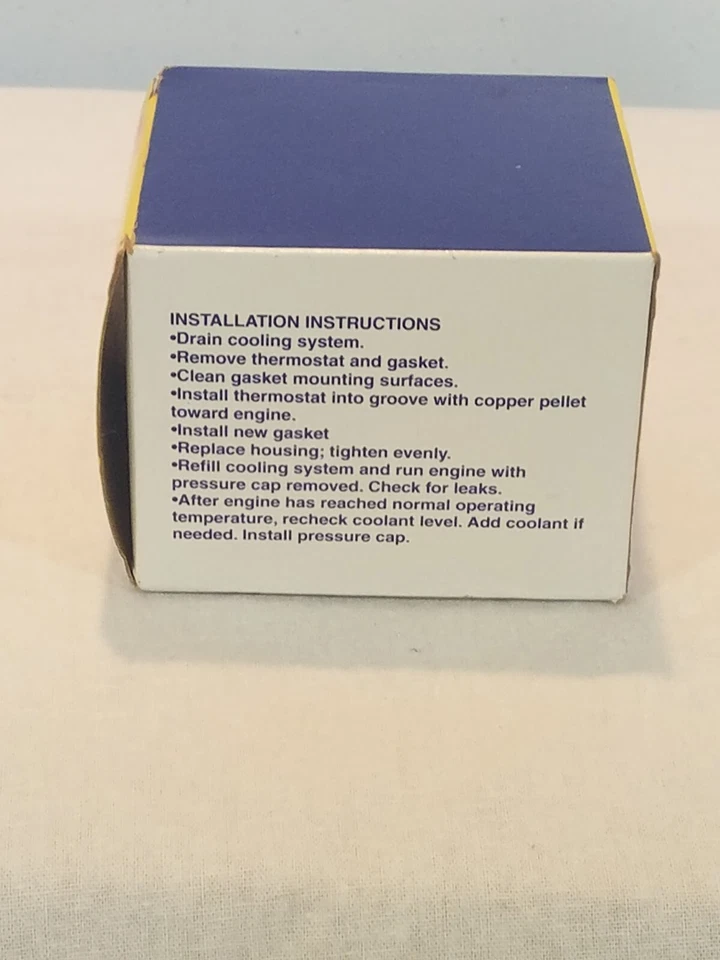 INSTALLATION INSTRUCTIONS
•Drain cooling system.
•Remove thermostat and gasket.
•Clean gasket mounting surfaces.
•Install thermostat into groove with copper pellet
toward engine.
•Install new gasket
•Replace housing; tighten evenly.
•Refill cooling system and run engine with
pressure cap removed. Check for leaks.
•After engine has reached normal operating
temperature, recheck coolant level. Add coolant if
needed. Install pressure cap.